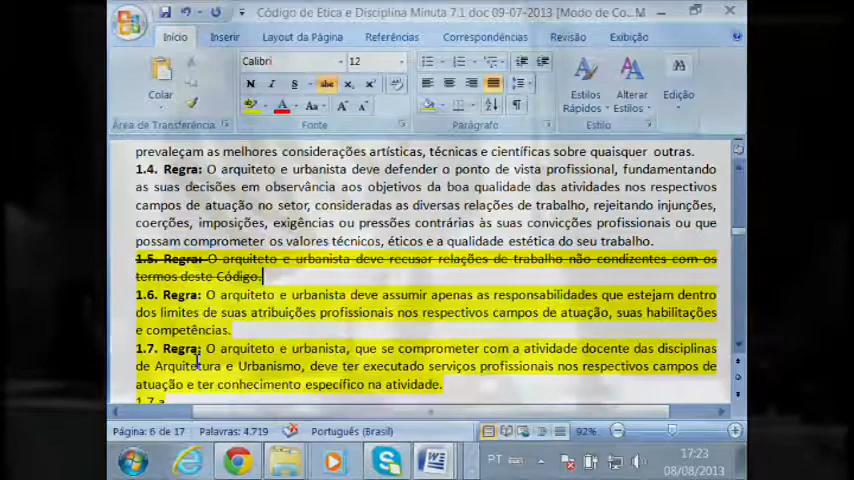 Código de Etica e Disciplina Minuta 7.1 doc 09-07-2013 [Modo de Co... M...
Início Inserir Layout da Página Referências Correspondências Revisão Exibição
Calibri 12
Colar
N I S abe x₂ x²
Aa A A
Estilos Rápidos Alterar Estilos Edição
Área de Transferência Fonte Parágrafo Estilo
prevaleçam as melhores considerações artísticas, técnicas e científicas sobre quaisquer outras.
1.4. Regra: O arquiteto e urbanista deve defender o ponto de vista profissional, fundamentando
as suas decisões em observância aos objetivos da boa qualidade das atividades nos respectivos
campos de atuação no setor, consideradas as diversas relações de trabalho, rejeitando injunções,
coerções, imposições, exigências ou pressões contrárias às suas convicções profissionais ou que
possam comprometer os valores técnicos, éticos e a qualidade estética do seu trabalho.
1.5. Regra: O arquiteto e urbanista deve recusar relações de trabalho não condizentes com os
termos deste Código.
1.6. Regra: O arquiteto e urbanista deve assumir apenas as responsabilidades que estejam dentro
dos limites de suas atribuições profissionais nos respectivos campos de atuação, suas habilitações
e competências.
1.7. Regra: O arquiteto e urbanista, que se comprometer com a atividade docente das disciplinas
de Arquitetura e Urbanismo, deve ter executado serviços profissionais nos respectivos campos de
atuação e ter conhecimento específico na atividade.
Página: 6 de 17 Palavras: 4.719 Português (Brasil) 92%
PT 17:23
08/08/2013